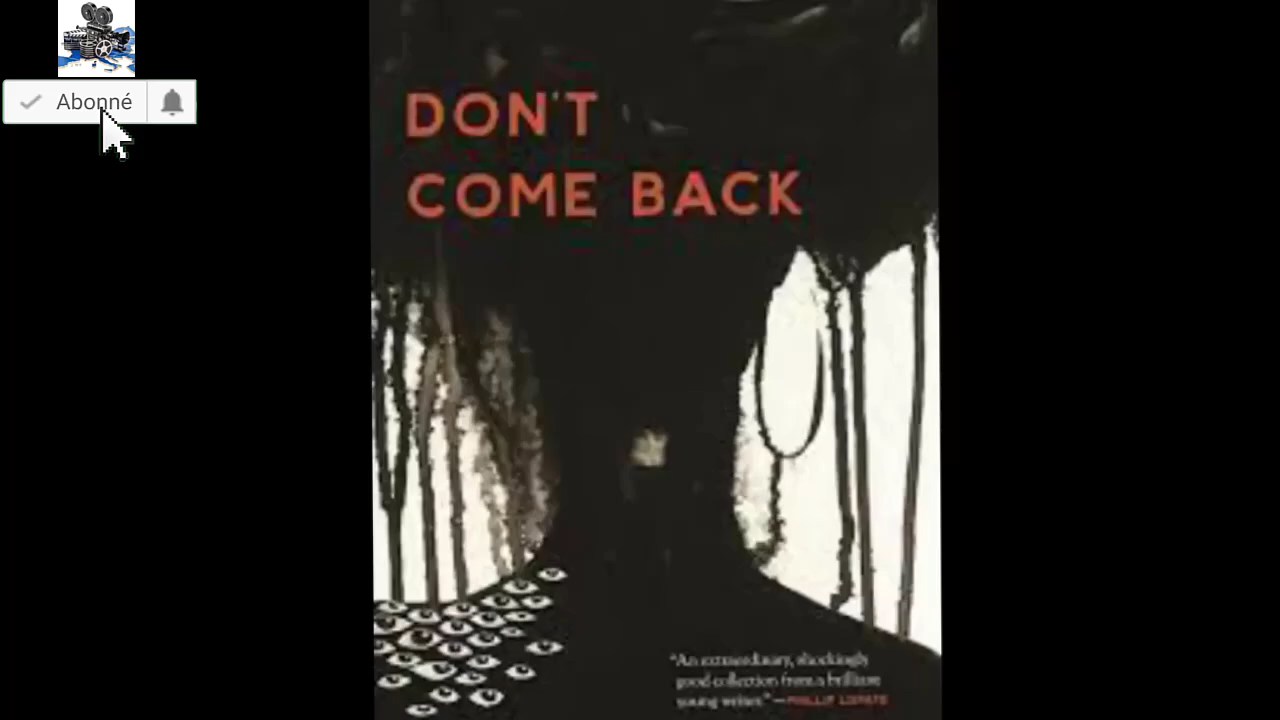 Abonné
DON'T
COME BACK
"An extraordinary, shockingly
good collection from a brilliant
young writer." —PHILLIP LOPATE